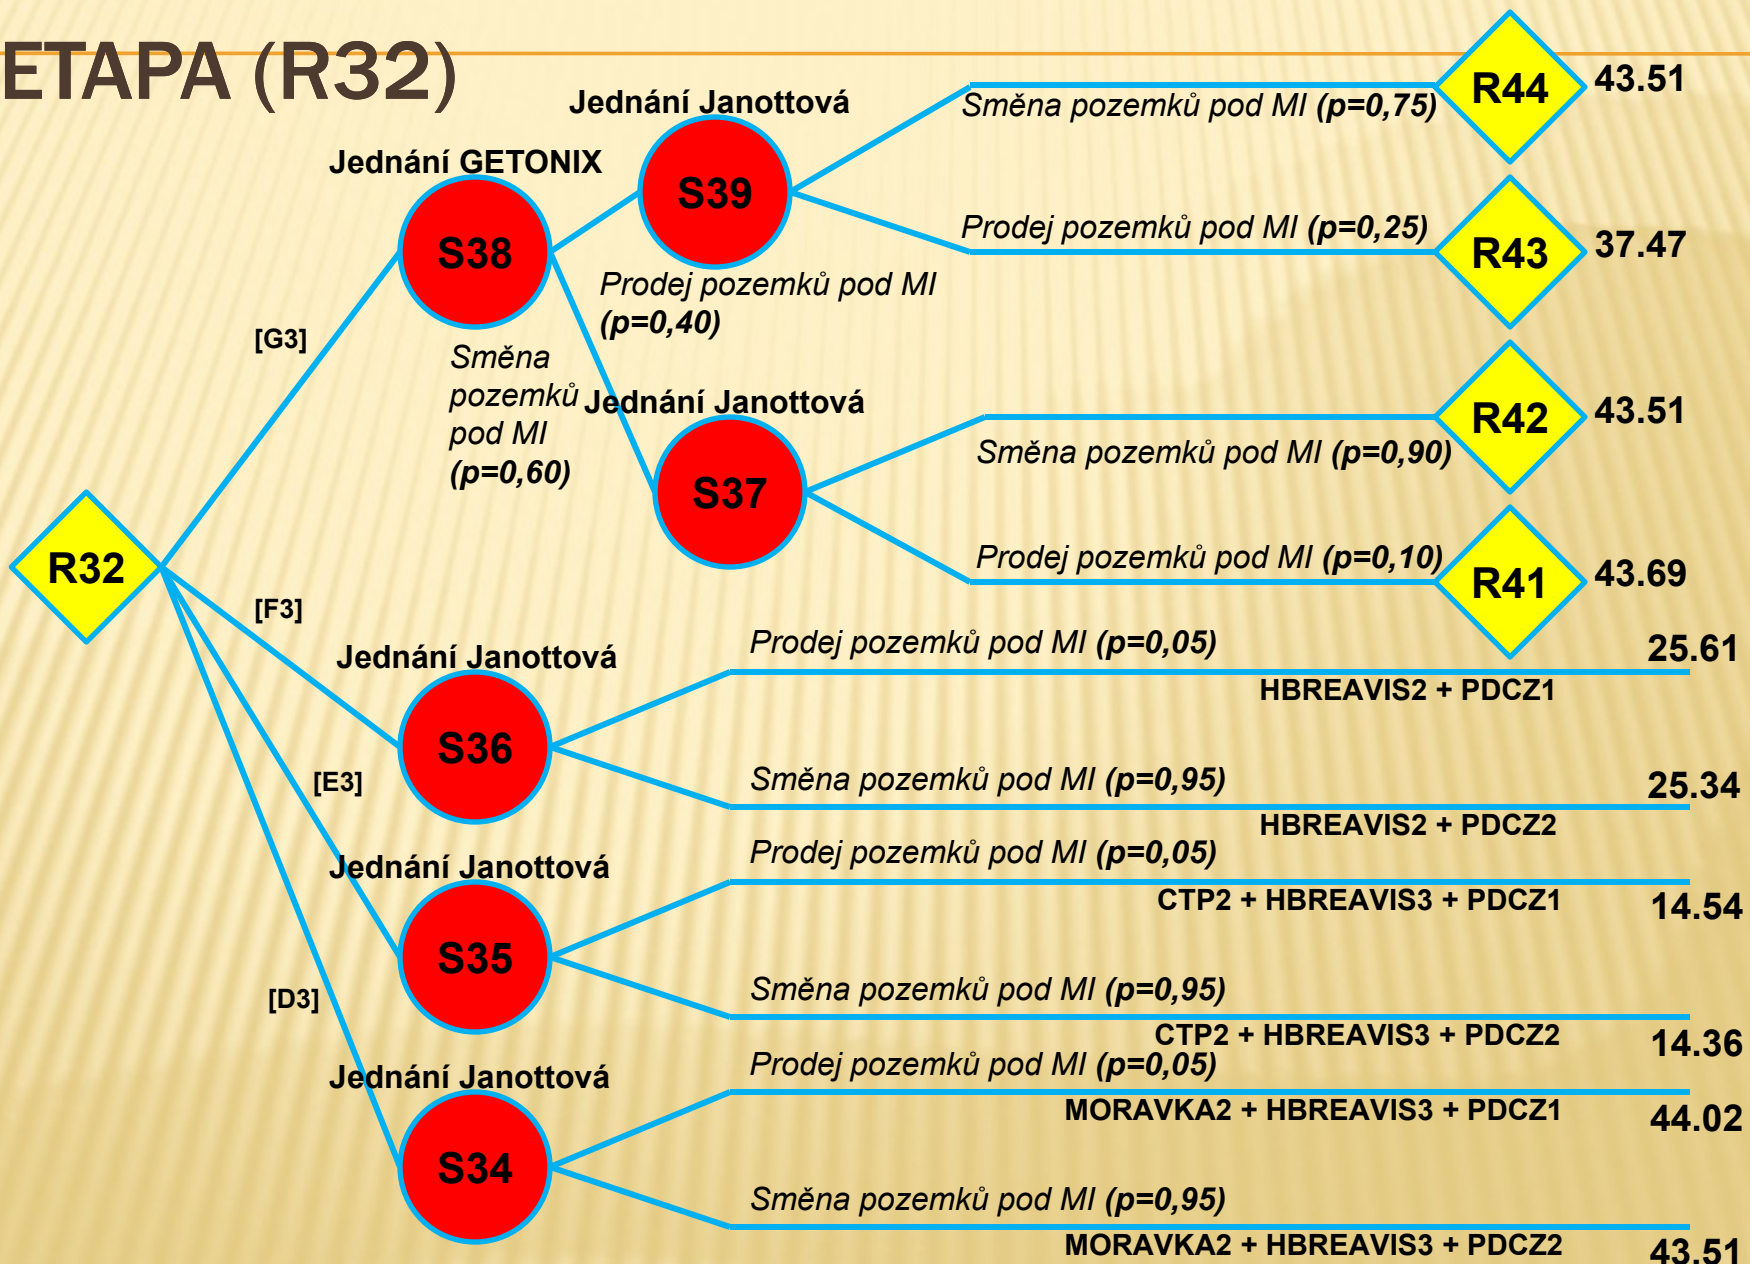 ETAPA (R32)
Jednání Janottová
Směna pozemků pod MI (p=0,75)
R44
43.51
Jednání GETONIX
S39
S38
Prodej pozemků pod MI (p=0,25)
R43
37.47
Prodej pozemků pod MI
(p=0,40)
[G3]
Směna
pozemků
pod MI
(p=0,60)
Jednání Janottová
S37
Směna pozemků pod MI (p=0,90)
R42
43.51
Prodej pozemků pod MI (p=0,10)
R41
43.69
R32
[F3]
Jednání Janottová
S36
Prodej pozemků pod MI (p=0,05)
25.61
HBREAVIS2 + PDCZ1
[E3]
Směna pozemků pod MI (p=0,95)
25.34
HBREAVIS2 + PDCZ2
Jednání Janottová
S35
Prodej pozemků pod MI (p=0,05)
CTP2 + HBREAVIS3 + PDCZ1
14.54
[D3]
Směna pozemků pod MI (p=0,95)
CTP2 + HBREAVIS3 + PDCZ2
14.36
Jednání Janottová
S34
Prodej pozemků pod MI (p=0,05)
MORAVKA2 + HBREAVIS3 + PDCZ1
44.02
Směna pozemků pod MI (p=0,95)
MORAVKA2 + HBREAVIS3 + PDCZ2
43.51